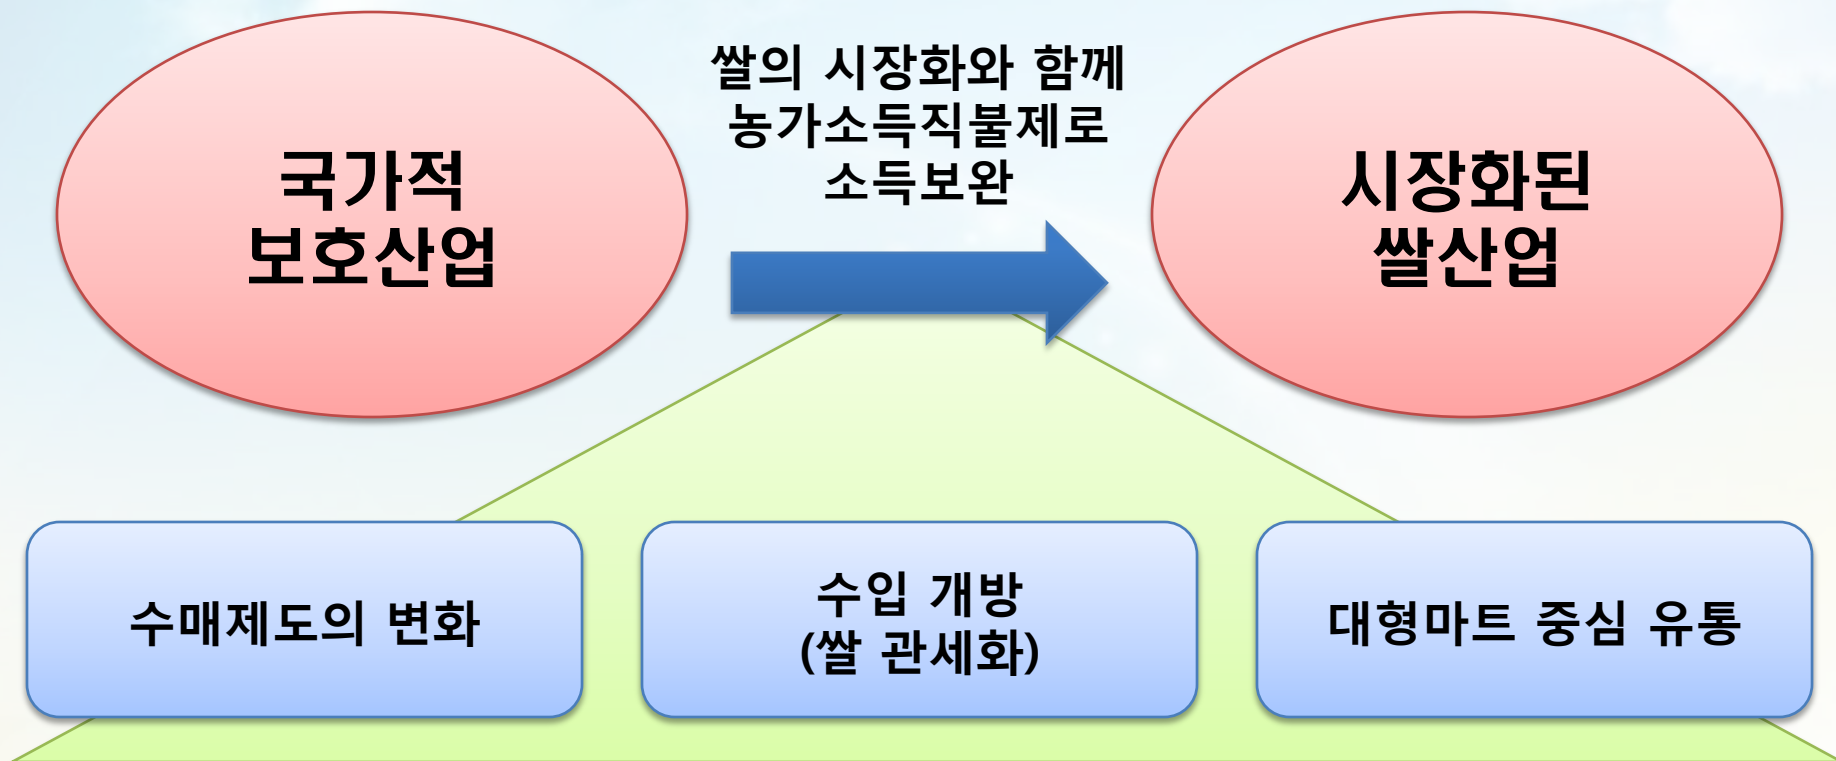 국가적
보호산업
쌀의 시장화와 함께
농가소득직불제로
소득보완
시장화된
쌀산업
수매제도의 변화
수입 개방
(쌀 관세화)
대형마트 중심 유통